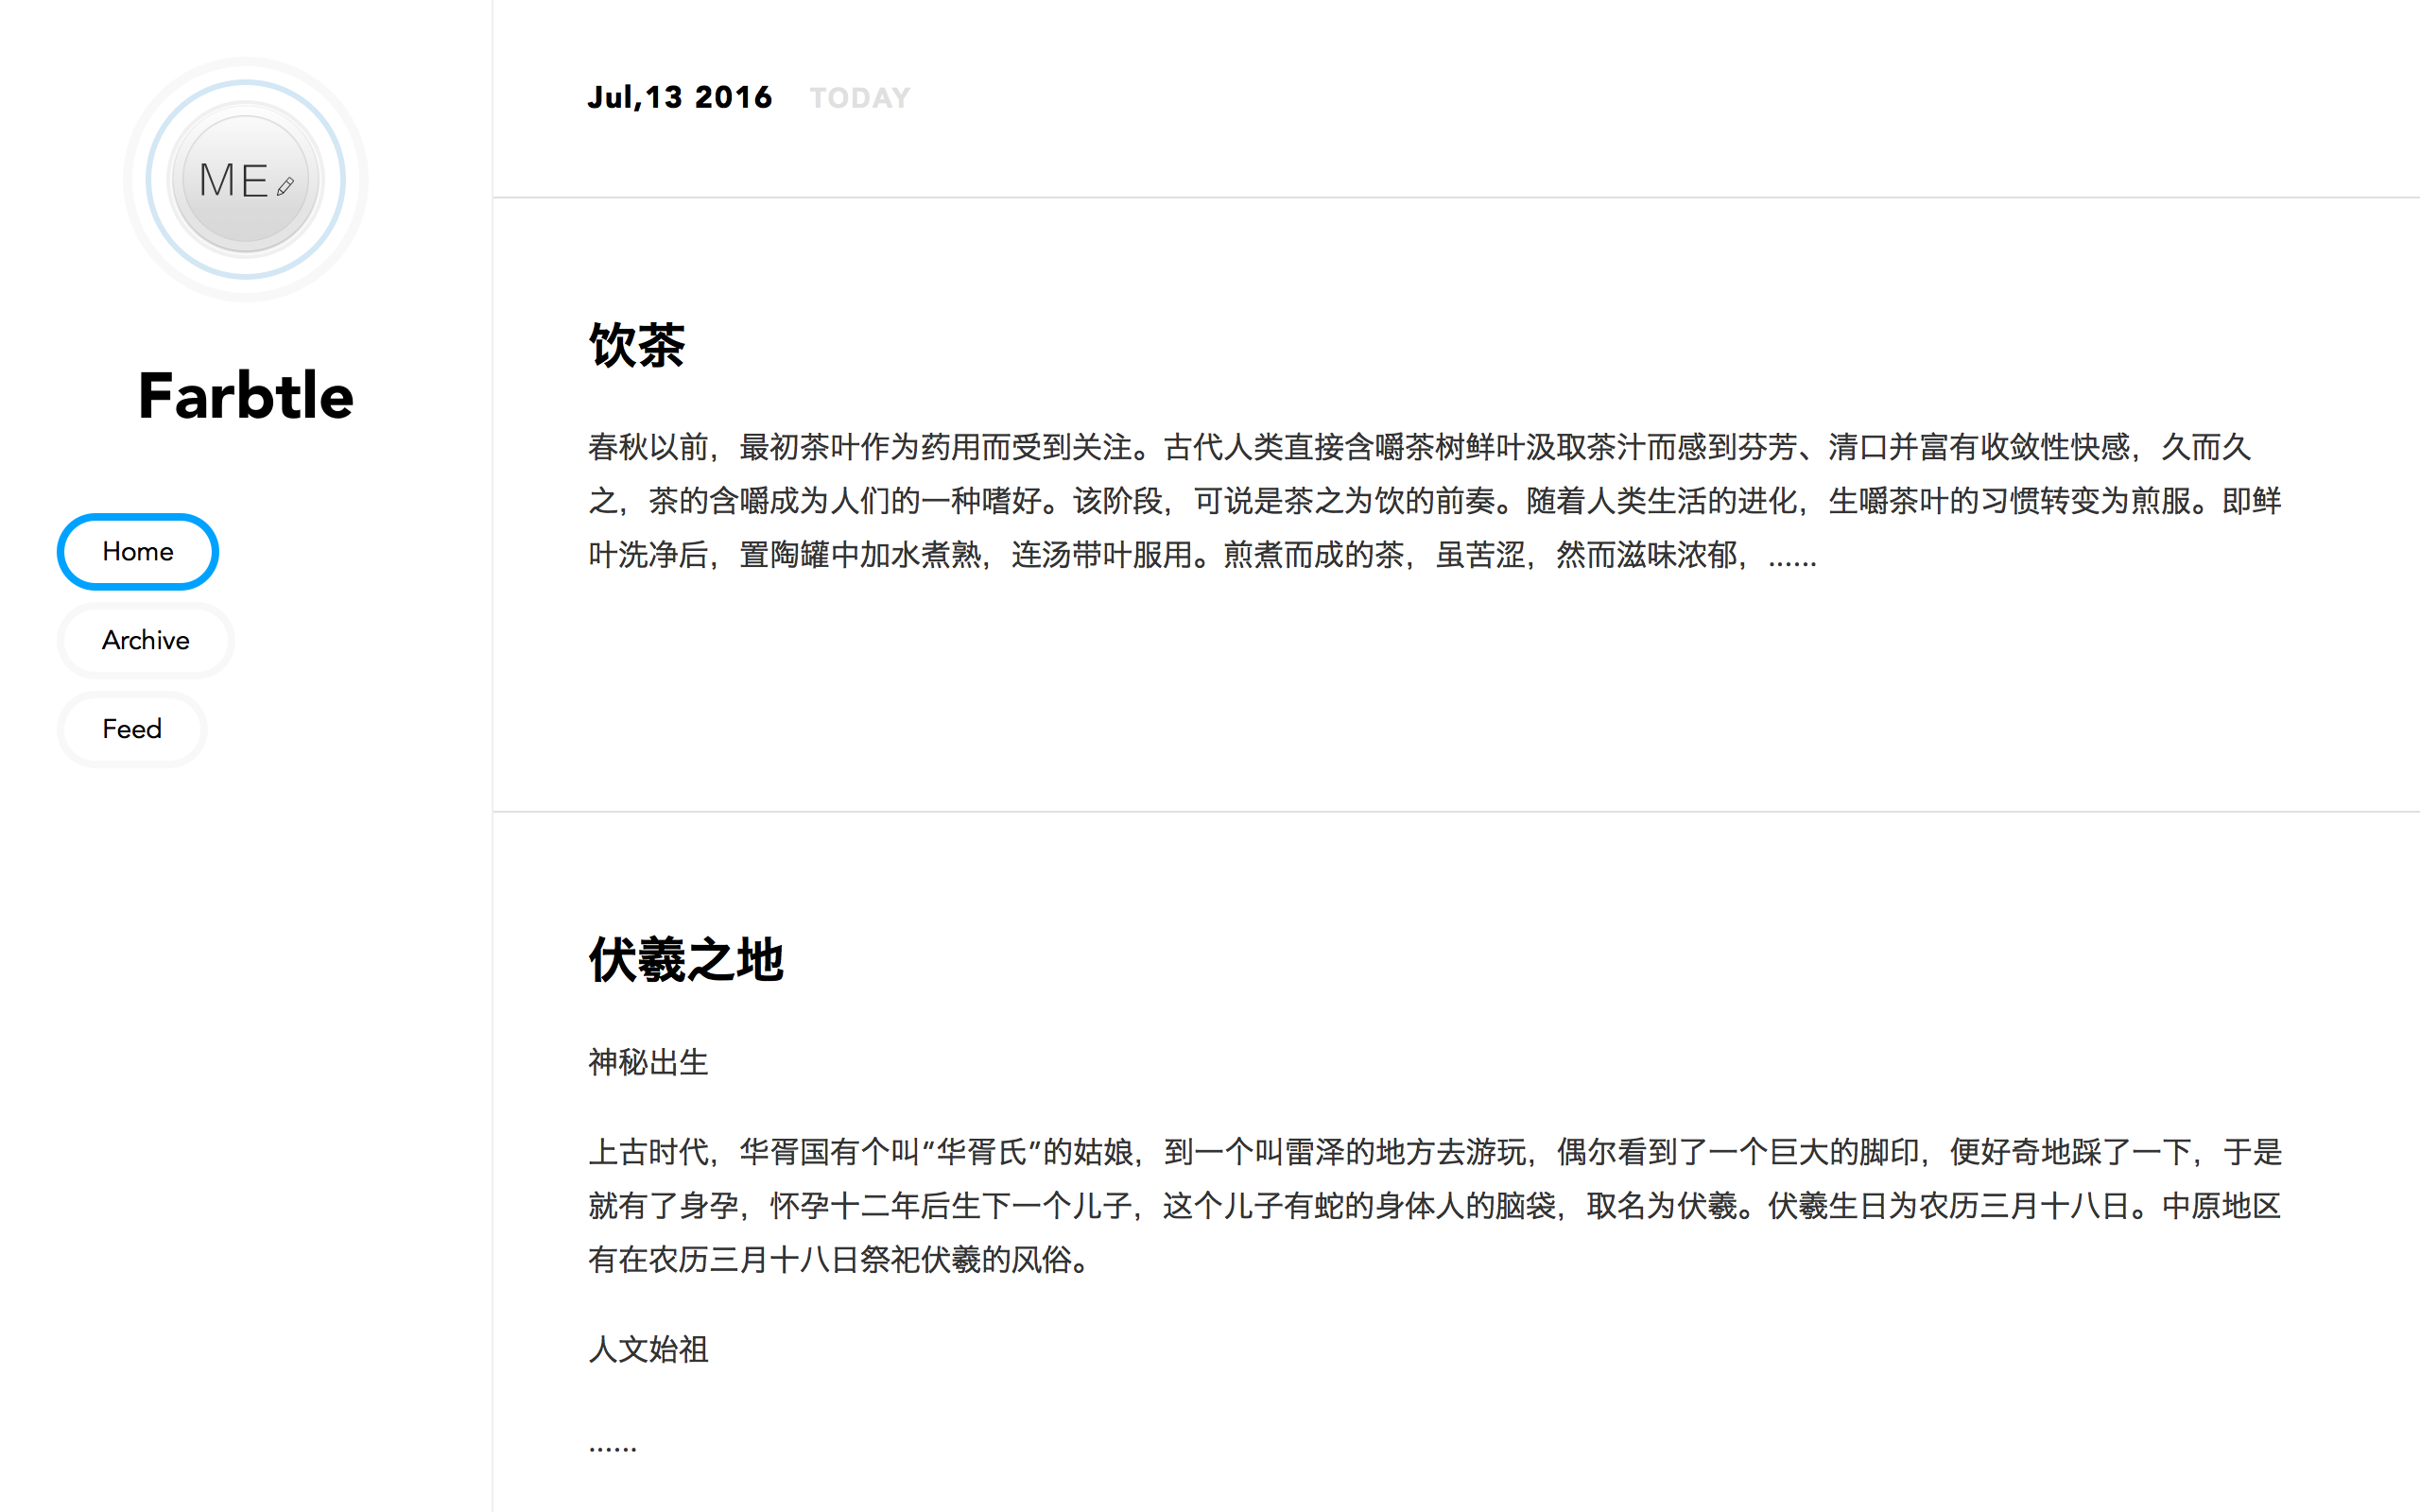 ME
Farbtle
Home
Archive
Feed
Jul,13 2016 TODAY
饮茶
春秋以前，最初茶叶作为药用而受到关注。古代人类直接含嚼茶树鲜叶汲取茶汁而感到芬芳、清口并富有收敛性快感，久而久
之，茶的含嚼成为人们的一种嗜好。该阶段，可说是茶之为饮的前奏。随着人类生活的进化，生嚼茶叶的习惯转变为煎服。即鲜
叶洗净后，置陶罐中加水煮熟，连汤带叶服用。煎煮而成的茶，虽苦涩，然而滋味浓郁，……
伏羲之地
神秘出生
上古时代，华胥国有个叫“华胥氏”的姑娘，到一个叫雷泽的地方去游玩，偶尔看到了一个巨大的脚印，便好奇地踩了一下，于是
就有了身孕，怀孕十二年后生下一个儿子，这个儿子有蛇的身体人的脑袋，取名为伏羲。伏羲生日为农历三月十八日。中原地区
有在农历三月十八日祭祀伏羲的风俗。
人文始祖
……